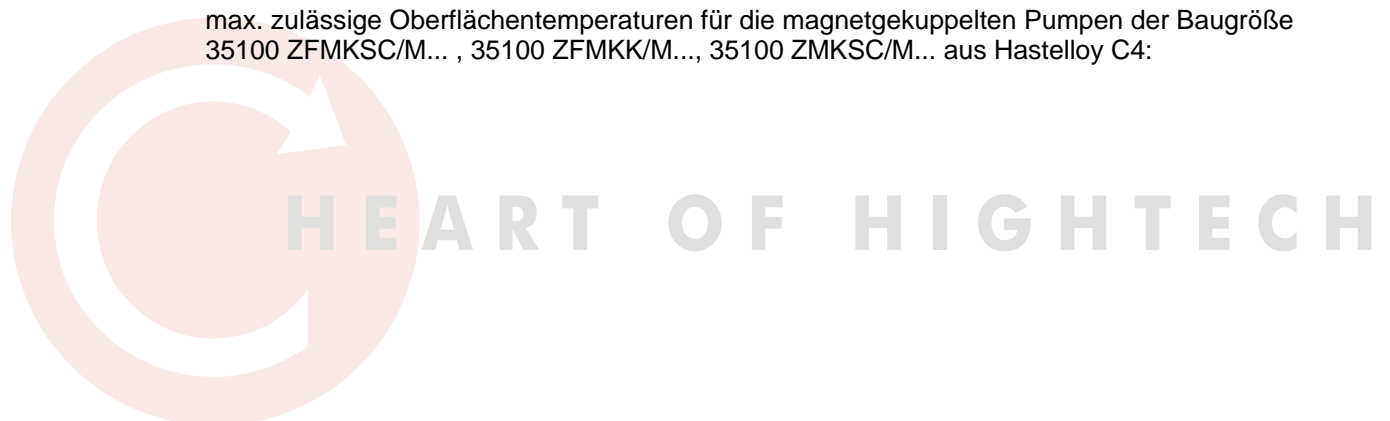 max. zulässige Oberflächentemperaturen für die magnetgekuppelten Pumpen der Baugröße
35100 ZFMKSC/M... , 35100 ZFMKK/M..., 35100 ZMKSC/M... aus Hastelloy C4:
HEART OF HIGHTECH